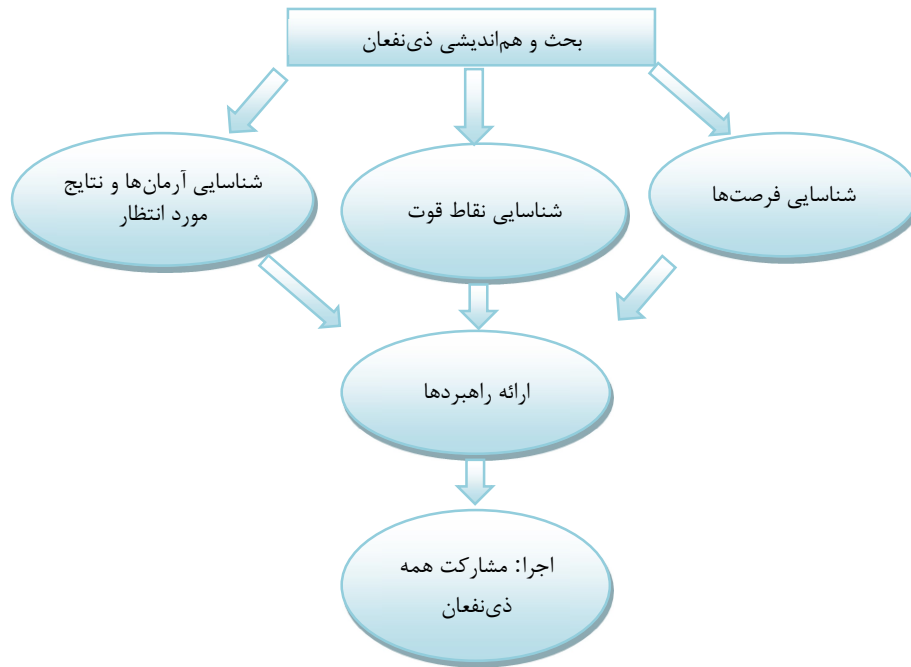 بحث و هم‌اندیشی ذی‌نفعان
شناسایی فرصت‌ها
شناسایی نقاط قوت
شناسایی آرمان‌ها و نتایج
مورد انتظار
ارائه راهبردها
اجرا: مشارکت همه
ذی‌نفعان